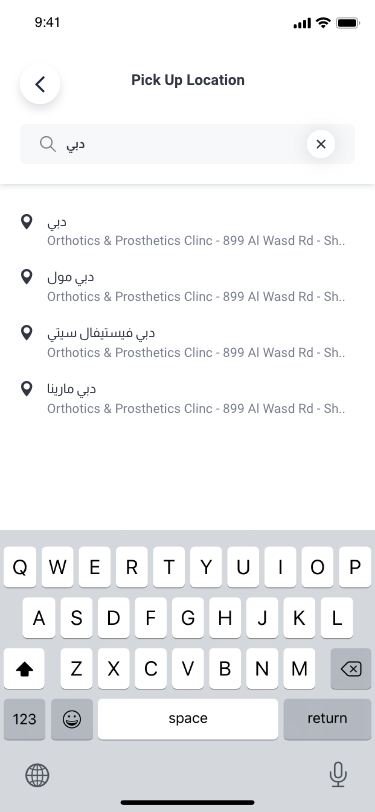 9:41
Pick Up Location
دبي
دبي
Orthotics & Prosthetics Clinc - 899 Al Wasd Rd - Sh..
دبي مول
Orthotics & Prosthetics Clinc - 899 Al Wasd Rd - Sh..
دبي فيستيفال سيتي
Orthotics & Prosthetics Clinc - 899 Al Wasd Rd - Sh..
دبي مارينا
Orthotics & Prosthetics Clinc - 899 Al Wasd Rd - Sh..
Q W E R T Y U I O P
A S D F G H J K L
Z X C V B N M
123 space return